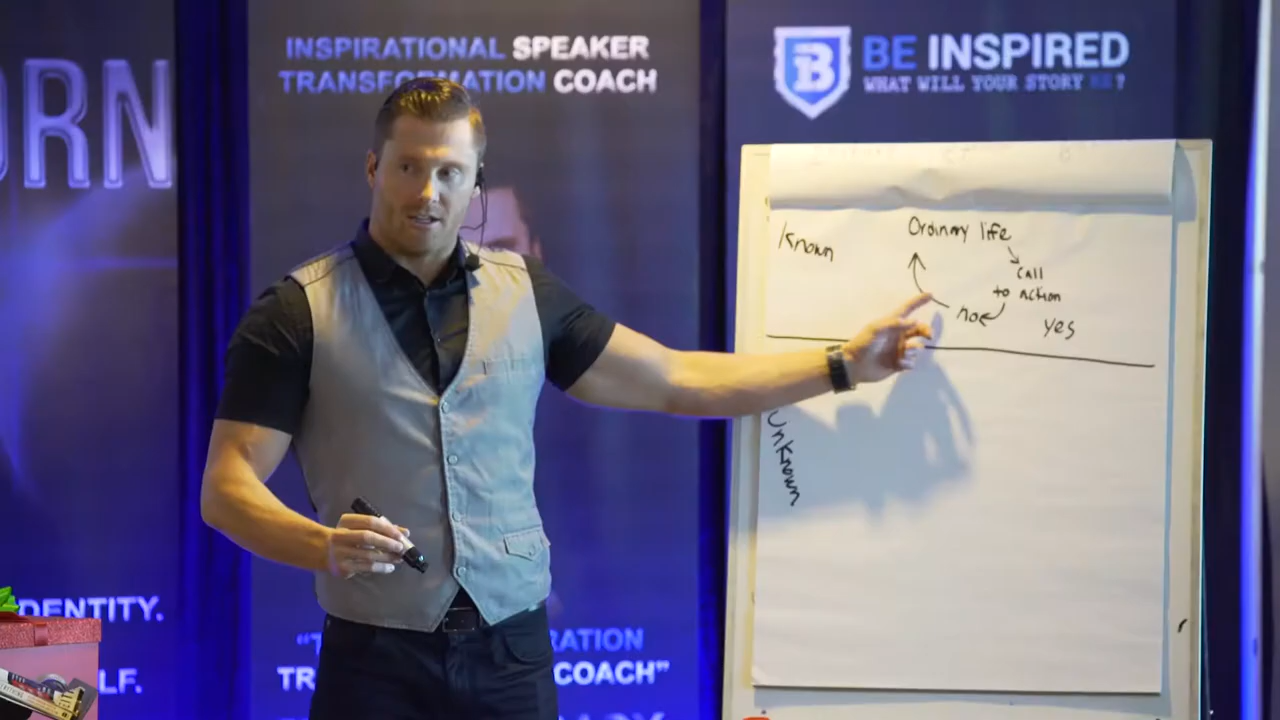 ORN
INSPIRATIONAL SPEAKER
TRANSFORMATION COACH
BE INSPIRED
WHAT WILL YOUR STORY BE?
Known
Ordinary life
Call
to action
no
yes
Unknown
DENTITY.
LF.
RATION
COACH”